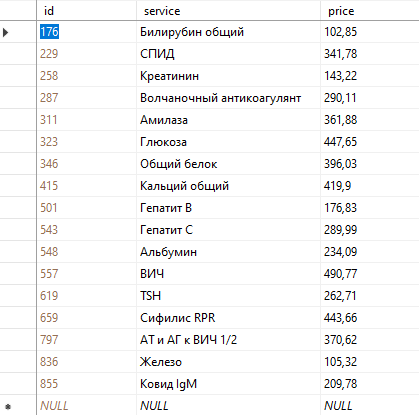 id service price
176 Билирубин общий 102,85
229 СПИД 341,78
258 Креатинин 143,22
287 Волчаночный антикоагулянт 290,11
311 Амилаза 361,88
323 Глюкоза 447,65
346 Общий белок 396,03
415 Кальций общий 419,9
501 Гепатит B 176,83
543 Гепатит C 289,99
548 Альбумин 234,09
557 ВИЧ 490,77
619 TSH 262,71
659 Сифилис RPR 443,66
797 АТ и АГ к ВИЧ 1/2 370,62
836 Железо 105,32
855 Ковид IgM 209,78
NULL NULL NULL